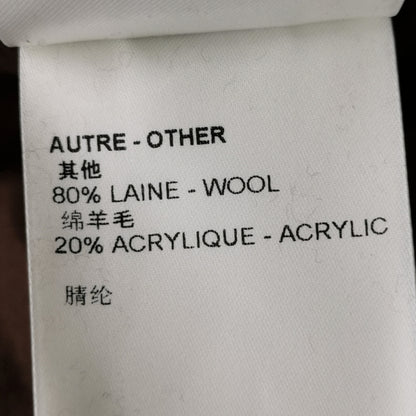 AUTRE - OTHER
其他
80% LAINE - WOOL
绵羊毛
20% ACRYLIQUE - ACRYLIC
腈纶